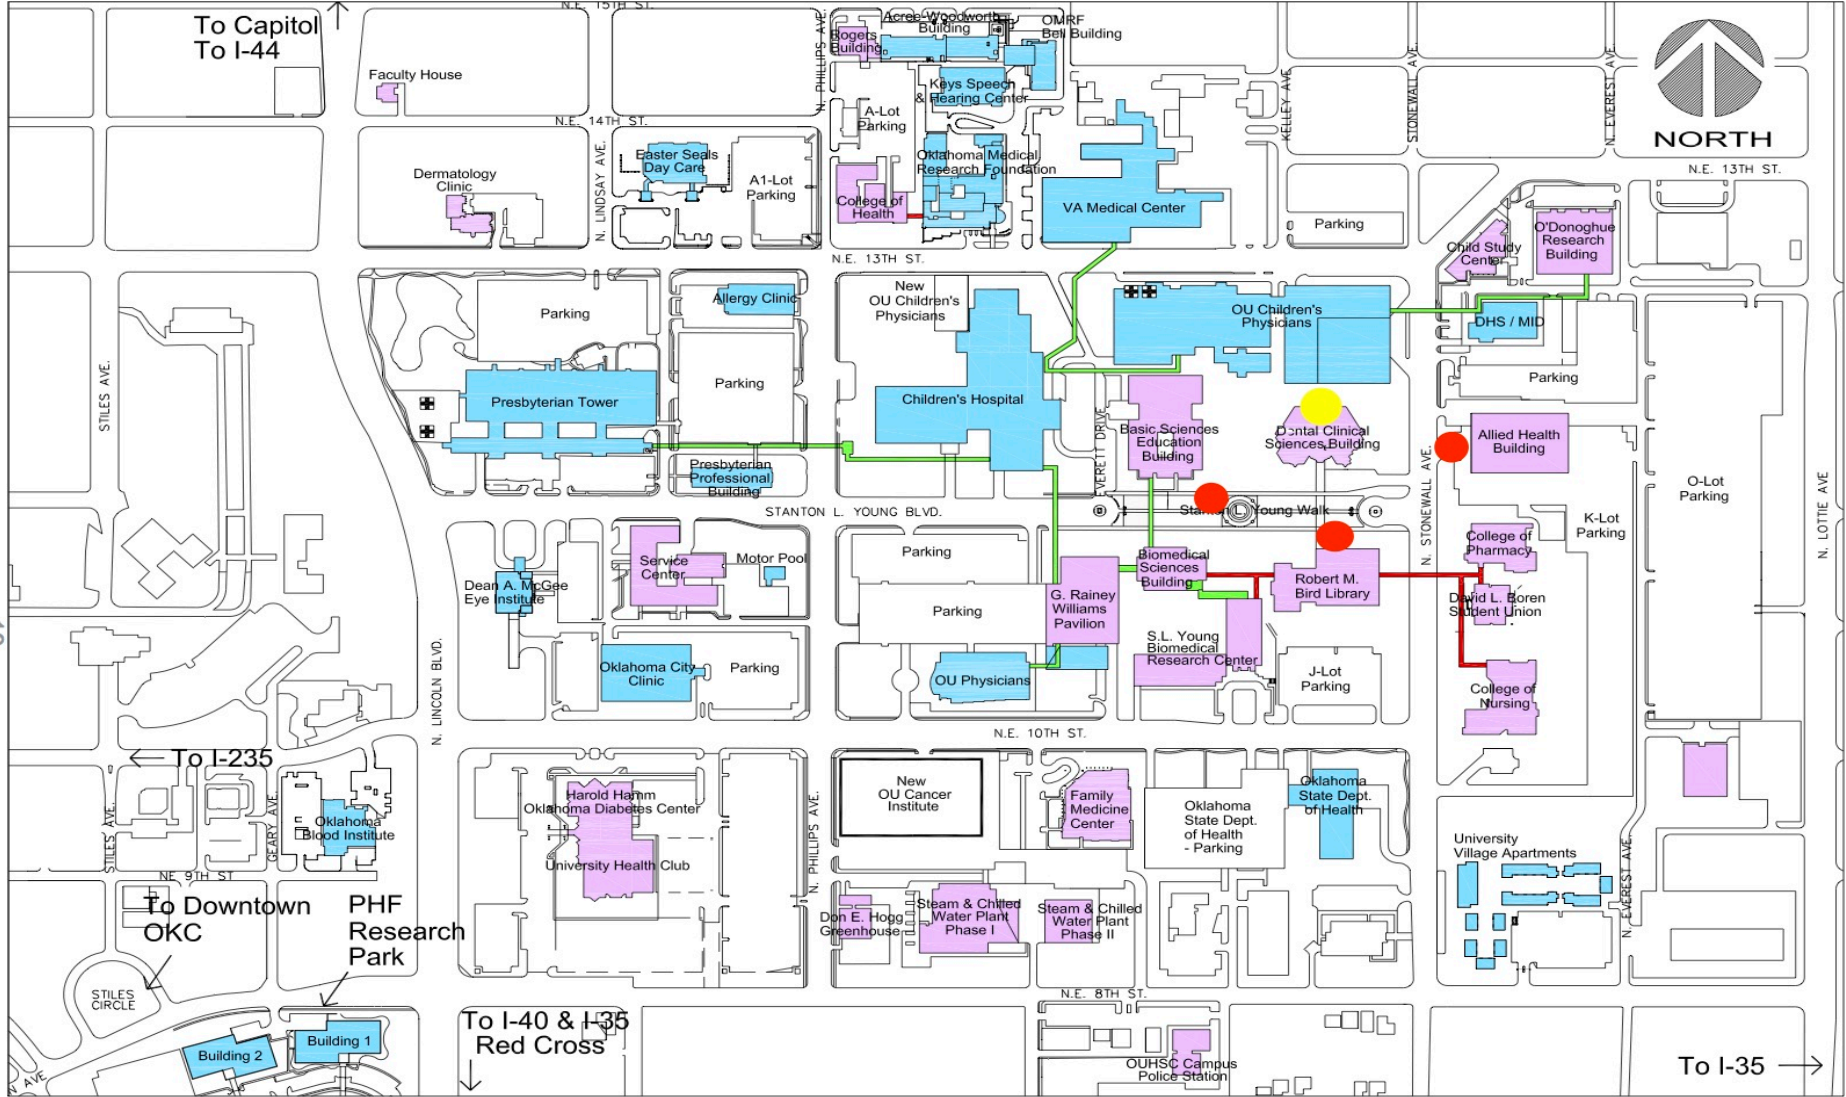 N.E. 15TH ST.
To Capitol
To I-44
N. PHILLIPS AVE.
Rogers
Building
Acree-Woodworth
Building
OMRF
Bell Building
Faculty House
Keys Speech
& Hearing Center
A-Lot
Parking
KELLEY AVE
STONEWALL AVE.
N. EVEREST AVE.
NORTH
N.E. 14TH ST.
N. LINDSAY AVE.
Easter Seals
Day Care
A1-Lot
Parking
Oklahoma Medical
Research Foundation
Dermatology
Clinic
College of
Health
VA Medical Center
Parking
N.E. 13TH ST.
O'Donoghue
Research
Building
Child Study
Center
N.E. 13TH ST.
Parking
Allergy Clinic
New
OU Children's
Physicians
OU Children's
Physicians
DHS / MID
STILES AVE.
Parking
Parking
Presbyterian Tower
Children's Hospital
EVERETT DRIVE
Basic Sciences
Education
Building
Dental Clinical
Sciences Building
N. STONEWALL AVE.
Allied Health
Building
O-Lot
Parking
N. LOTTIE AVE
Presbyterian
Professional
Building
STANTON L. YOUNG BLVD.
Stanton L. Young Walk
K-Lot
Parking
Dean A. McGee
Eye Institute
Service
Center
Motor Pool
Parking
Parking
Biomedical
Sciences
Building
G. Rainey
Williams
Pavilion
Robert M.
Bird Library
College of
Pharmacy
David L. Boren
Student Union
S.L. Young
Biomedical
Research Center
N. LINCOLN BLVD.
Oklahoma City
Clinic
Parking
OU Physicians
J-Lot
Parking
College of
Nursing
N.E. 10TH ST.
To I-235
STILES AVE.
GEARY AVE.
Oklahoma
Blood Institute
Harold Hamm
Oklahoma Diabetes Center
University Health Club
N. PHILLIPS AVE.
New
OU Cancer
Institute
Family
Medicine
Center
Oklahoma
State Dept.
of Health
- Parking
Oklahoma
State Dept.
of Health
University
Village Apartments
N. EVEREST AVE.
NE 9TH ST
To Downtown
OKC
PHF
Research
Park
Don E. Hogg
Greenhouse
Steam & Chilled
Water Plant
Phase I
Steam & Chilled
Water Plant
Phase II
STILES
CIRCLE
N.E. 8TH ST.
To I-40 & I-35
Red Cross
Building 2
Building 1
OUHSC Campus
Police Station
To I-35
AVE